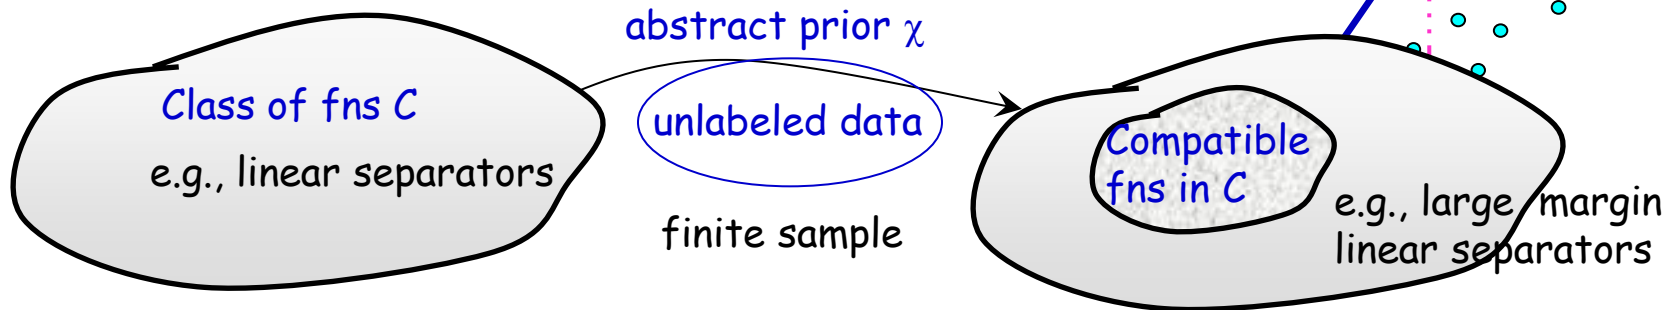 abstract prior χ
Class of fns C
e.g., linear separators
unlabeled data
finite sample
Compatible
fns in C
e.g., large margin
linear separators